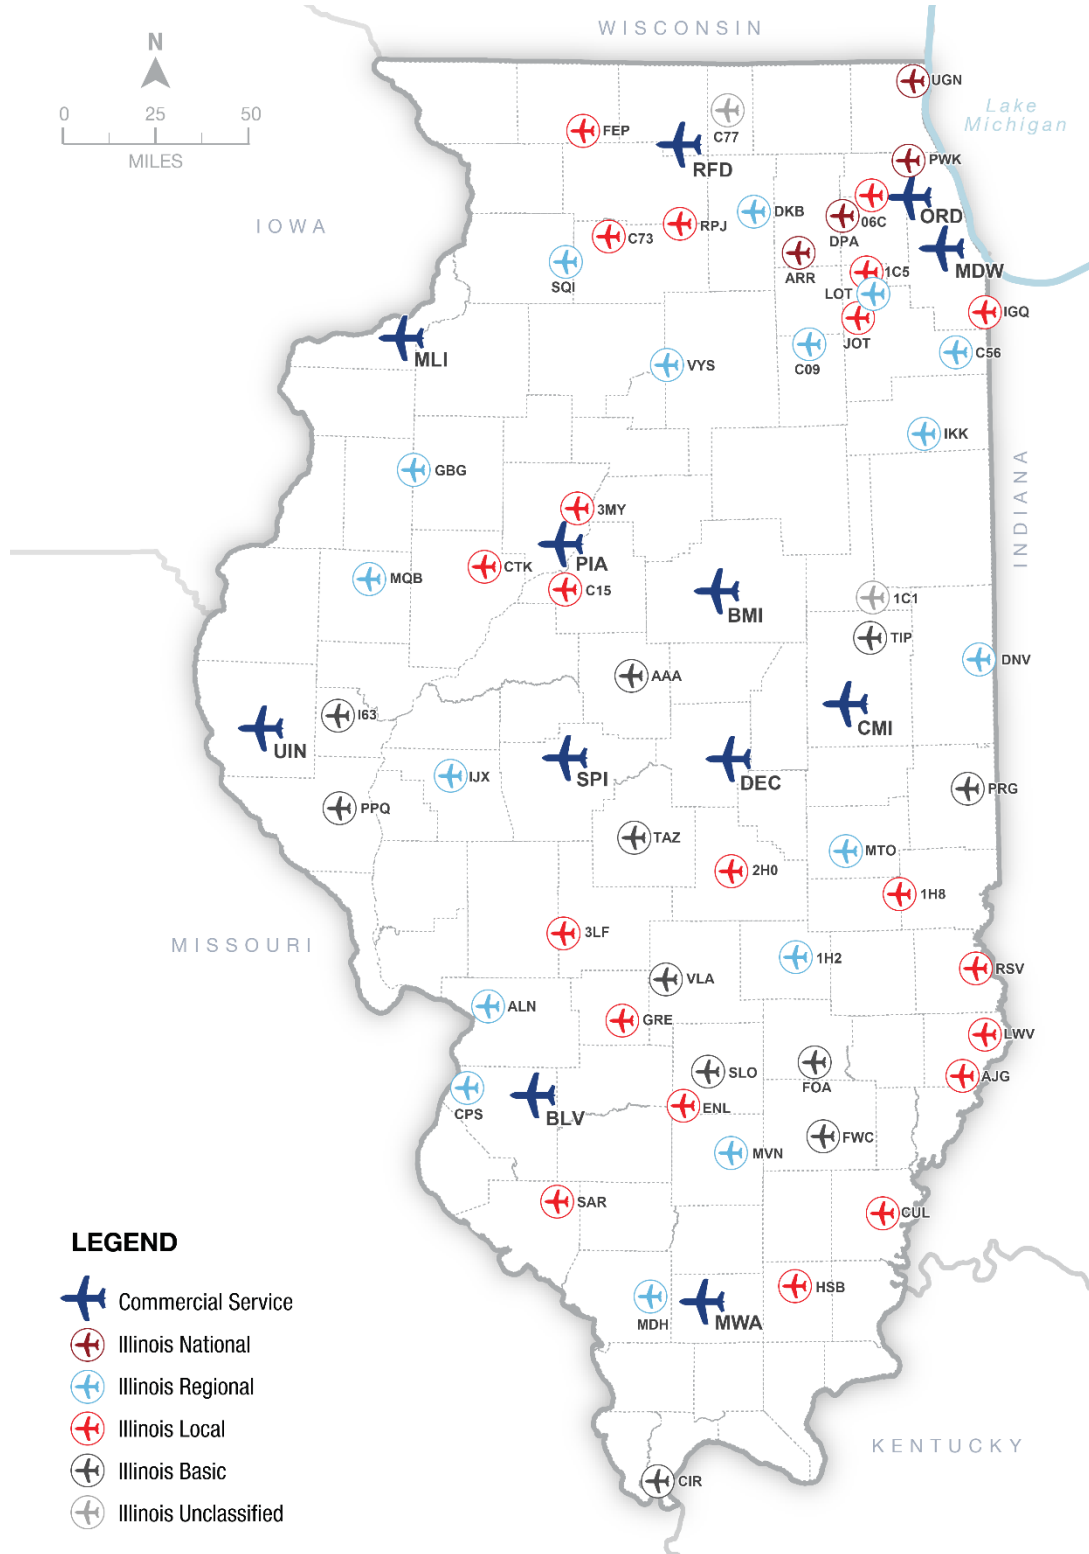 WISCONSIN
N
UGN
0 25 50
Lake
Michigan
C77
FEP
MILES
PWK
RFD
ORD
DKB
06C
IOWA
RPJ
C73
DPA
MDW
1C5
ARR
SQI
LOT
IGQ
JOT
C56
MLI
VYS
C09
IKK
GBG
INDIANA
3MY
PIA
CTK
MQB
C15
1C1
BMI
TIP
DNV
AAA
I63
CMI
UIN
IJX
SPI
DEC
PRG
PPQ
TAZ
MTO
2H0
1H8
3LF
MISSOURI
1H2
RSV
VLA
ALN
GRE
LWV
SLO
AJG
FOA
ENL
CPS
BLV
FWC
MVN
SAR
CUL
LEGEND
HSB
Commercial Service
MDH
MWA
Illinois National
Illinois Regional
Illinois Local
KENTUCKY
Illinois Basic
CIR
Illinois Unclassified